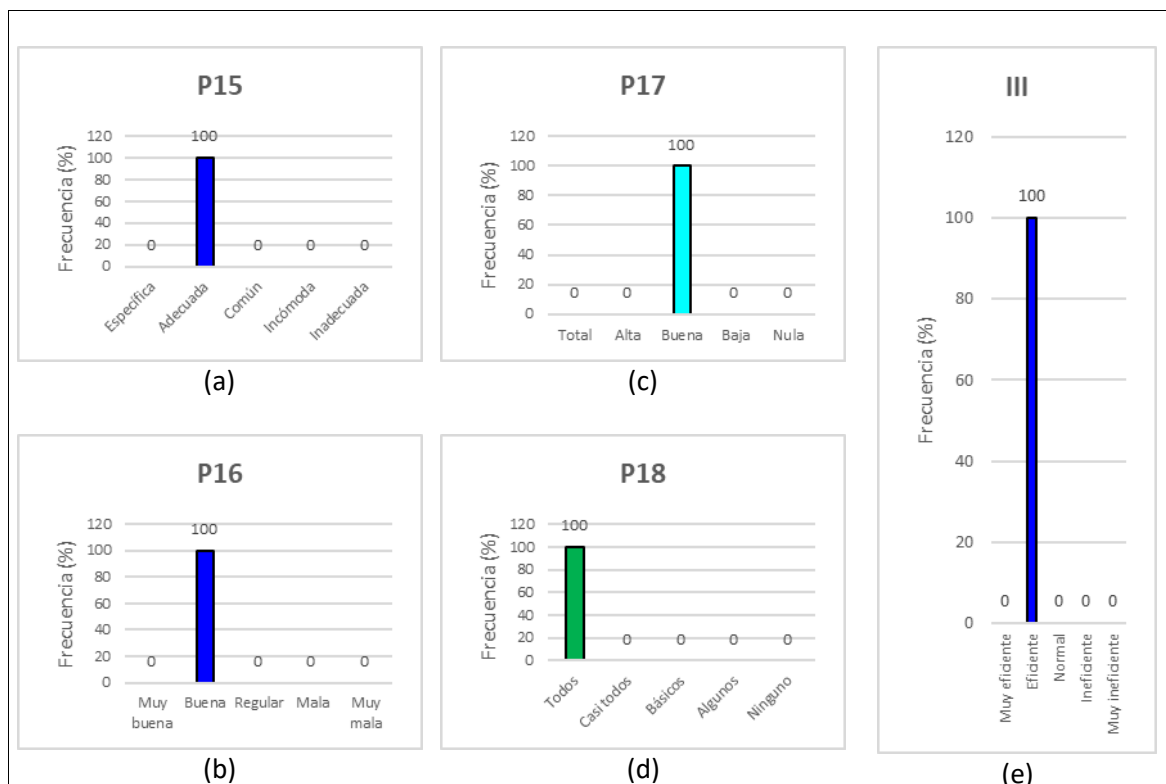 P15
Frecuencia (%)
120
100
80
60
40
20
0
0
100
0
0
0
Específica
Adecuada
Común
Incómoda
Inadecuada
(a)
P16
Frecuencia (%)
120
100
80
60
40
20
0
0
100
0
0
0
Muy buena
Buena
Regular
Mala
Muy mala
(b)
P17
Frecuencia (%)
120
100
80
60
40
20
0
0
0
100
0
0
Total
Alta
Buena
Baja
Nula
(c)
P18
Frecuencia (%)
120
100
80
60
40
20
0
100
0
0
0
0
Todos
Casi todos
Básicos
Algunos
Ninguno
(d)
III
Frecuencia (%)
120
100
80
60
40
20
0
0
100
0
0
0
Muy eficiente
Eficiente
Normal
Ineficiente
Muy ineficiente
(e)